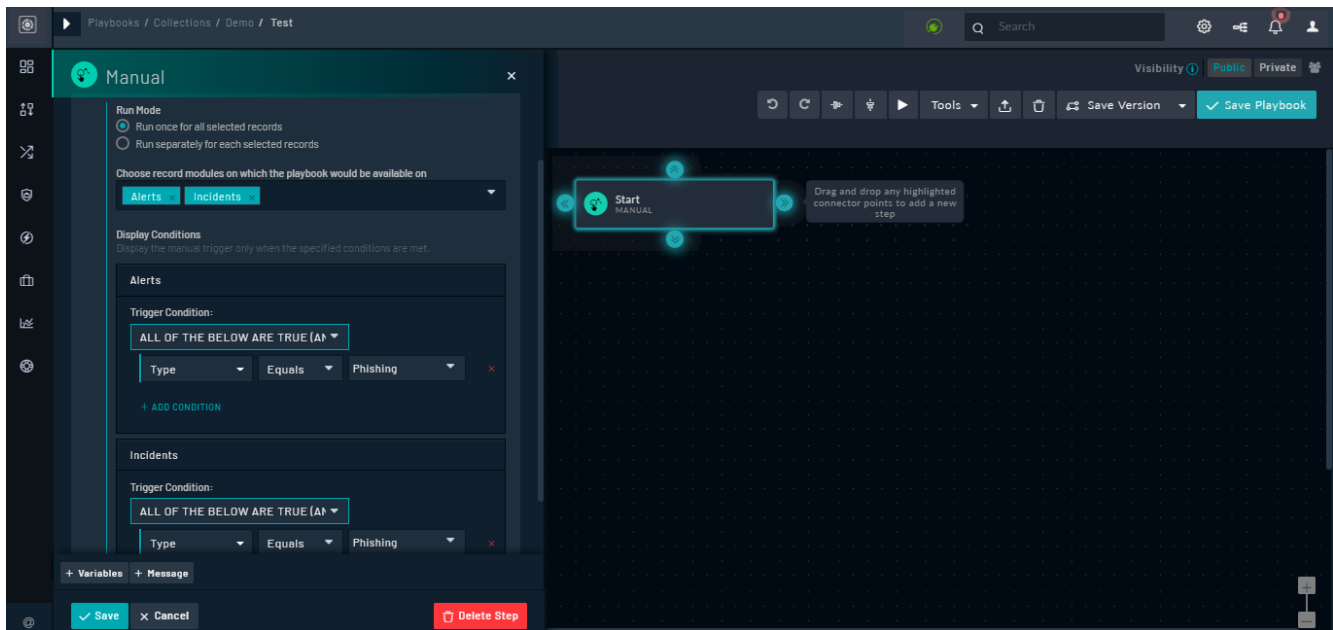 Playbooks / Collections / Demo / Test
Search
Manual
Visibility
Public
Private
Run Mode
Run once for all selected records
Run separately for each selected records
Tools
Save Version
Save Playbook
Choose record modules on which the playbook would be available on
Alerts ×
Incidents ×
Start
MANUAL
Drag and drop any highlighted
connector points to add a new
step
Display Conditions
Display the manual trigger only when the specified conditions are met.
Alerts
Trigger Condition:
ALL OF THE BELOW ARE TRUE (AN
Type
Equals
Phishing
+ ADD CONDITION
Incidents
Trigger Condition:
ALL OF THE BELOW ARE TRUE (AN
Type
Equals
Phishing
+ Variables
+ Message
Save
Cancel
Delete Step